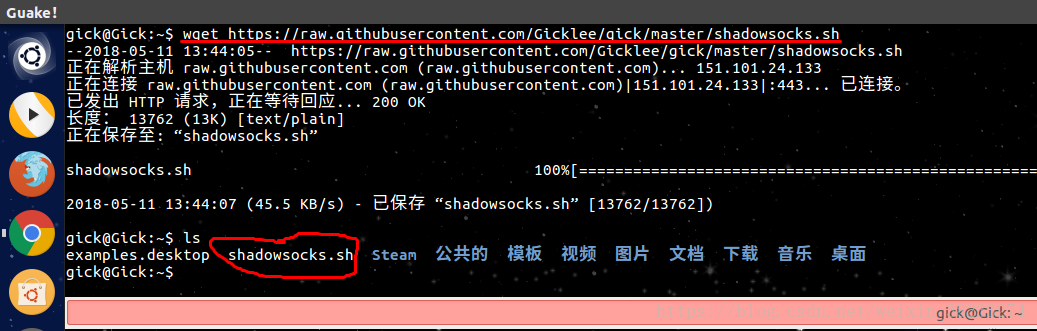 Guake!
gick@Gick:~$ wget https://raw.githubusercontent.com/Gicklee/gick/master/shadowsocks.sh
--2018-05-11 13:44:05--  https://raw.githubusercontent.com/Gicklee/gick/master/shadowsocks.sh
正在解析主机 raw.githubusercontent.com (raw.githubusercontent.com)... 151.101.24.133
正在连接 raw.githubusercontent.com (raw.githubusercontent.com)|151.101.24.133|:443... 已连接。
已发出 HTTP 请求，正在等待回应... 200 OK
长度： 13762 (13K) [text/plain]
正在保存至: “shadowsocks.sh”
shadowsocks.sh 100%[===================================================
2018-05-11 13:44:07 (45.5 KB/s) - 已保存 “shadowsocks.sh” [13762/13762])
gick@Gick:~$ ls
examples.desktop  shadowsocks.sh  Steam  公共的  模板  视频  图片  文档  下载  音乐  桌面
gick@Gick:~$
gick@Gick: ~